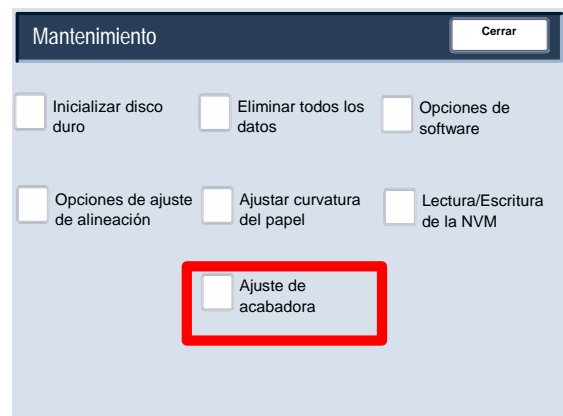 Mantenimiento
Cerrar
Inicializar disco
duro
Eliminar todos los
datos
Opciones de
software
Opciones de ajuste
de alineación
Ajustar curvatura
del papel
Lectura/Escritura
de la NVM
Ajuste de
acabadora